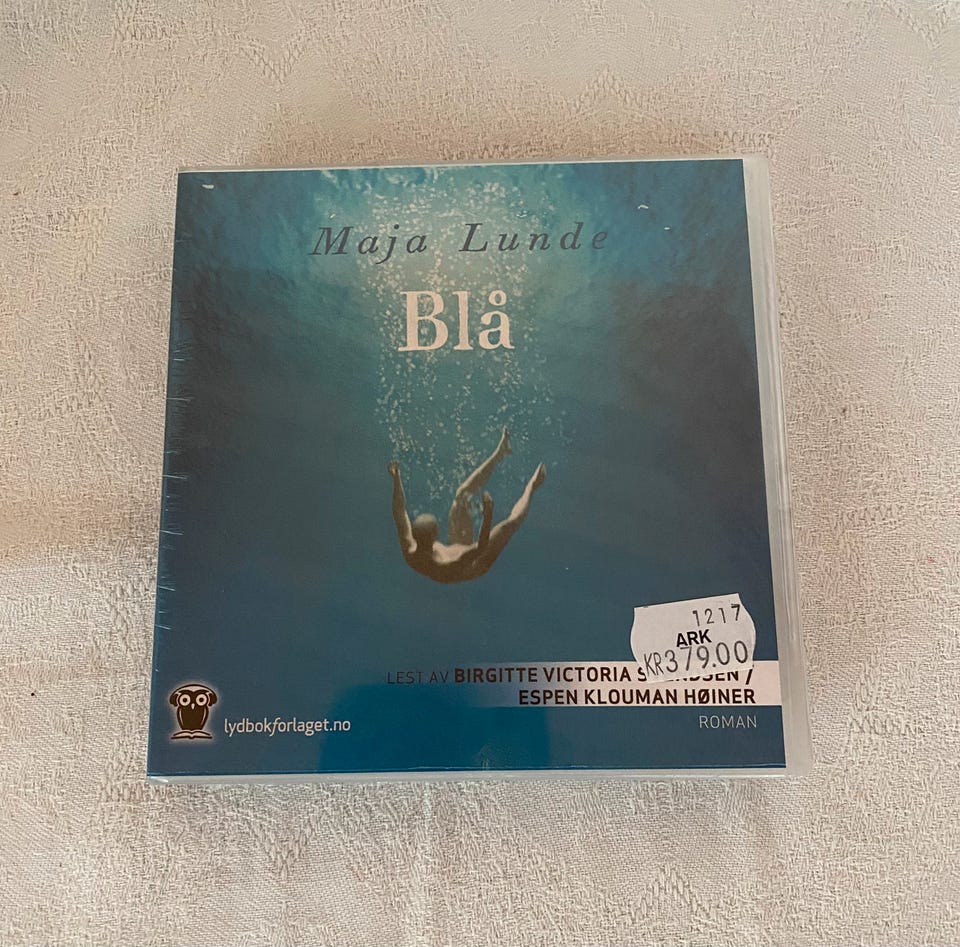 Maja Lunde
Blå
1217
ARK
KR379.00
LEST AV BIRGITTE VICTORIA /
ESPEN KLOUMAN HØINER
ROMAN
lydbokforlaget.no